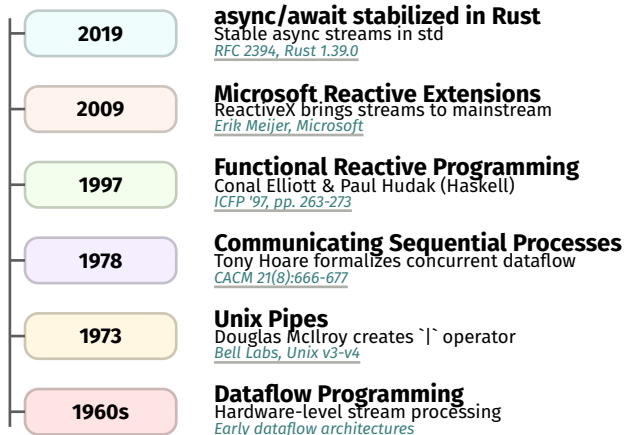 2019
async/await stabilized in Rust
Stable async streams in std
RFC 2394, Rust 1.39.0
2009
Microsoft Reactive Extensions
ReactiveX brings streams to mainstream
Erik Meijer, Microsoft
1997
Functional Reactive Programming
Conal Elliott & Paul Hudak (Haskell)
ICFP '97, pp. 263-273
1978
Communicating Sequential Processes
Tony Hoare formalizes concurrent dataflow
CACM 21(8):666-677
1973
Unix Pipes
Douglas McIlroy creates `|` operator
Bell Labs, Unix v3-v4
1960s
Dataflow Programming
Hardware-level stream processing
Early dataflow architectures